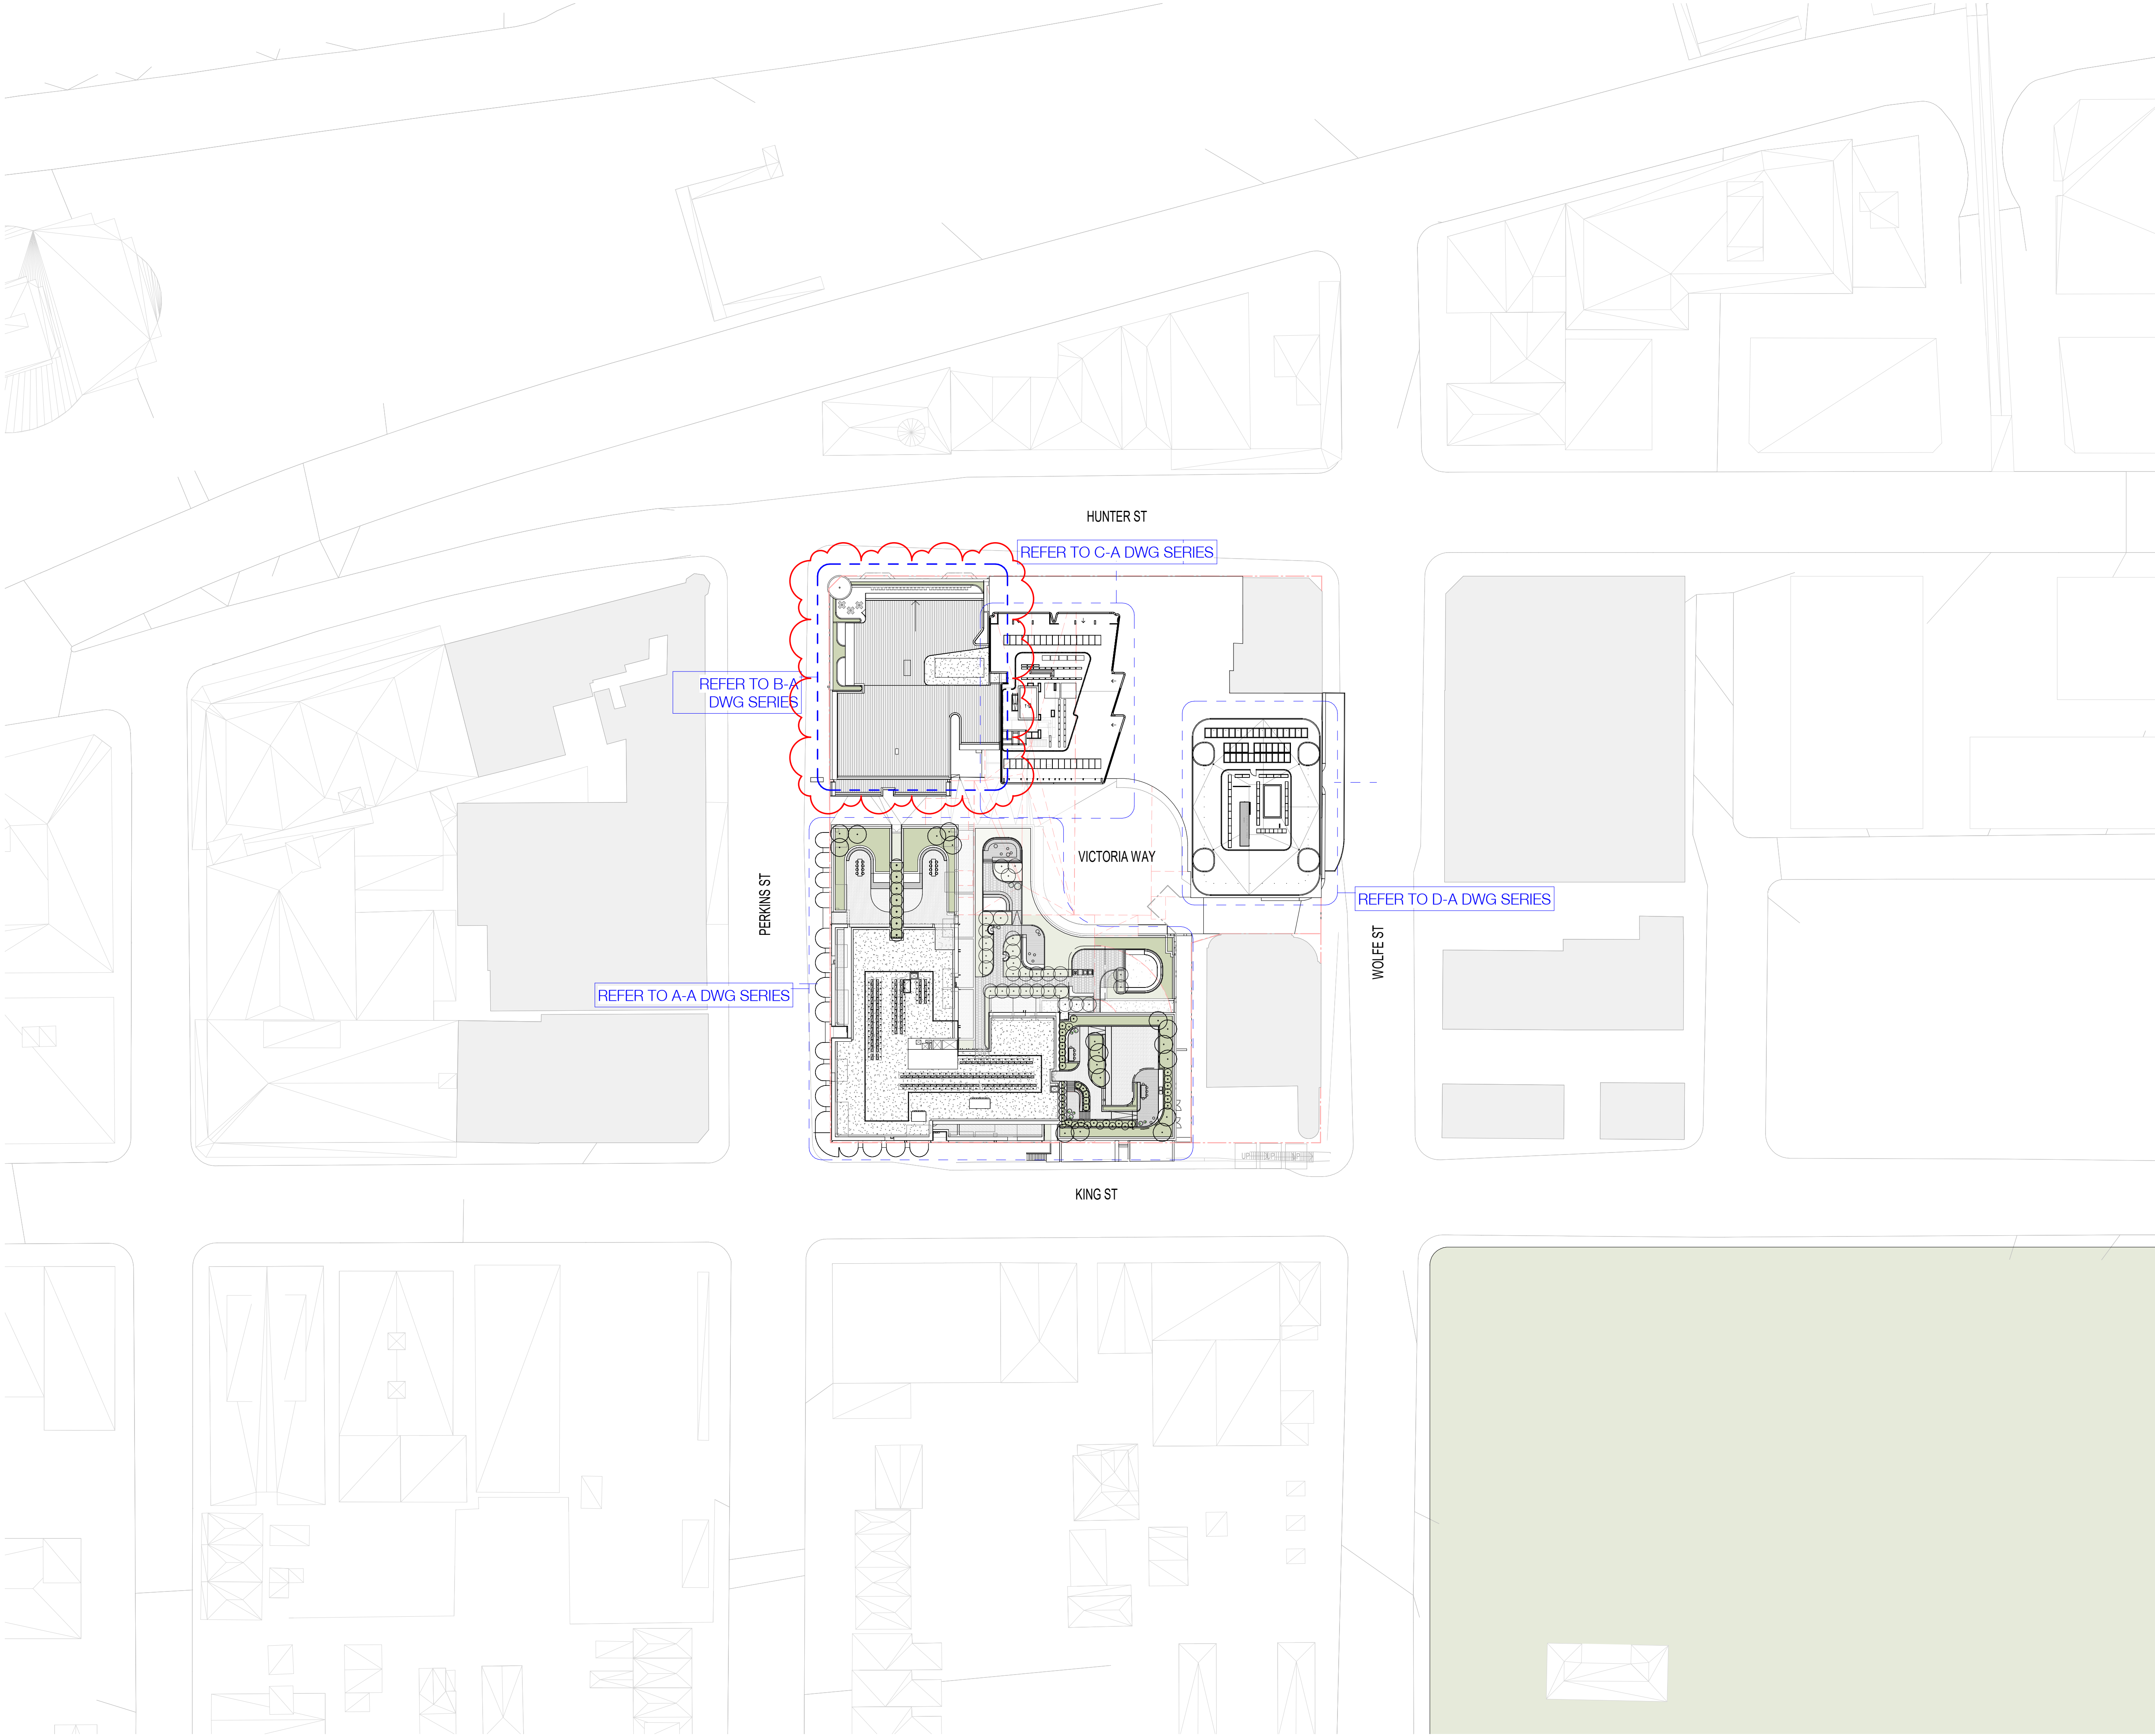 HUNTER ST
REFER TO C-A DWG SERIES
REFER TO B-A
DWG SERIES
VICTORIA WAY
PERKINS ST
REFER TO D-A DWG SERIES
WOLFE ST
REFER TO A-A DWG SERIES
UP
KING ST